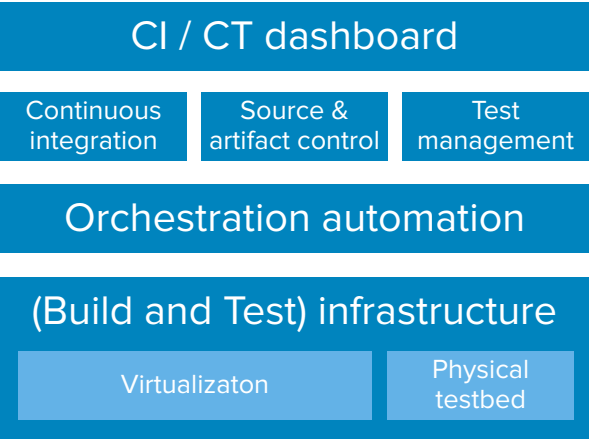 CI / CT dashboard
Continuous
integration
Source &
artifact control
Test
management
Orchestration automation
(Build and Test) infrastructure
Virtualizaton
Physical
testbed